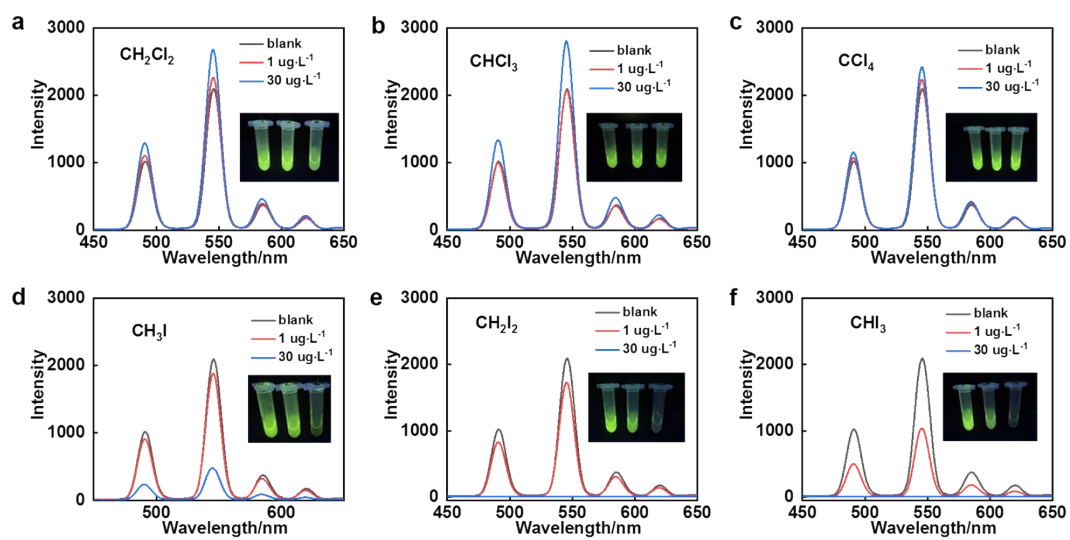 a
3000
2000
1000
0
Intensity
CH₂Cl₂
blank
1 ug·L⁻¹
30 ug·L⁻¹
450 500 550 600 650
Wavelength/nm
b
3000
2000
1000
0
Intensity
CHCl₃
blank
1 ug·L⁻¹
30 ug·L⁻¹
450 500 550 600 650
Wavelength/nm
c
3000
2000
1000
0
Intensity
CCl₄
blank
1 ug·L⁻¹
30 ug·L⁻¹
450 500 550 600 650
Wavelength/nm
d
3000
2000
1000
0
Intensity
CH₃I
blank
1 ug·L⁻¹
30 ug·L⁻¹
500 550 600
Wavelength/nm
e
3000
2000
1000
0
Intensity
CH₂I₂
blank
1 ug·L⁻¹
30 ug·L⁻¹
450 500 550 600 650
Wavelength/nm
f
3000
2000
1000
0
Intensity
CHI₃
blank
1 ug·L⁻¹
30 ug·L⁻¹
450 500 550 600 650
Wavelength/nm